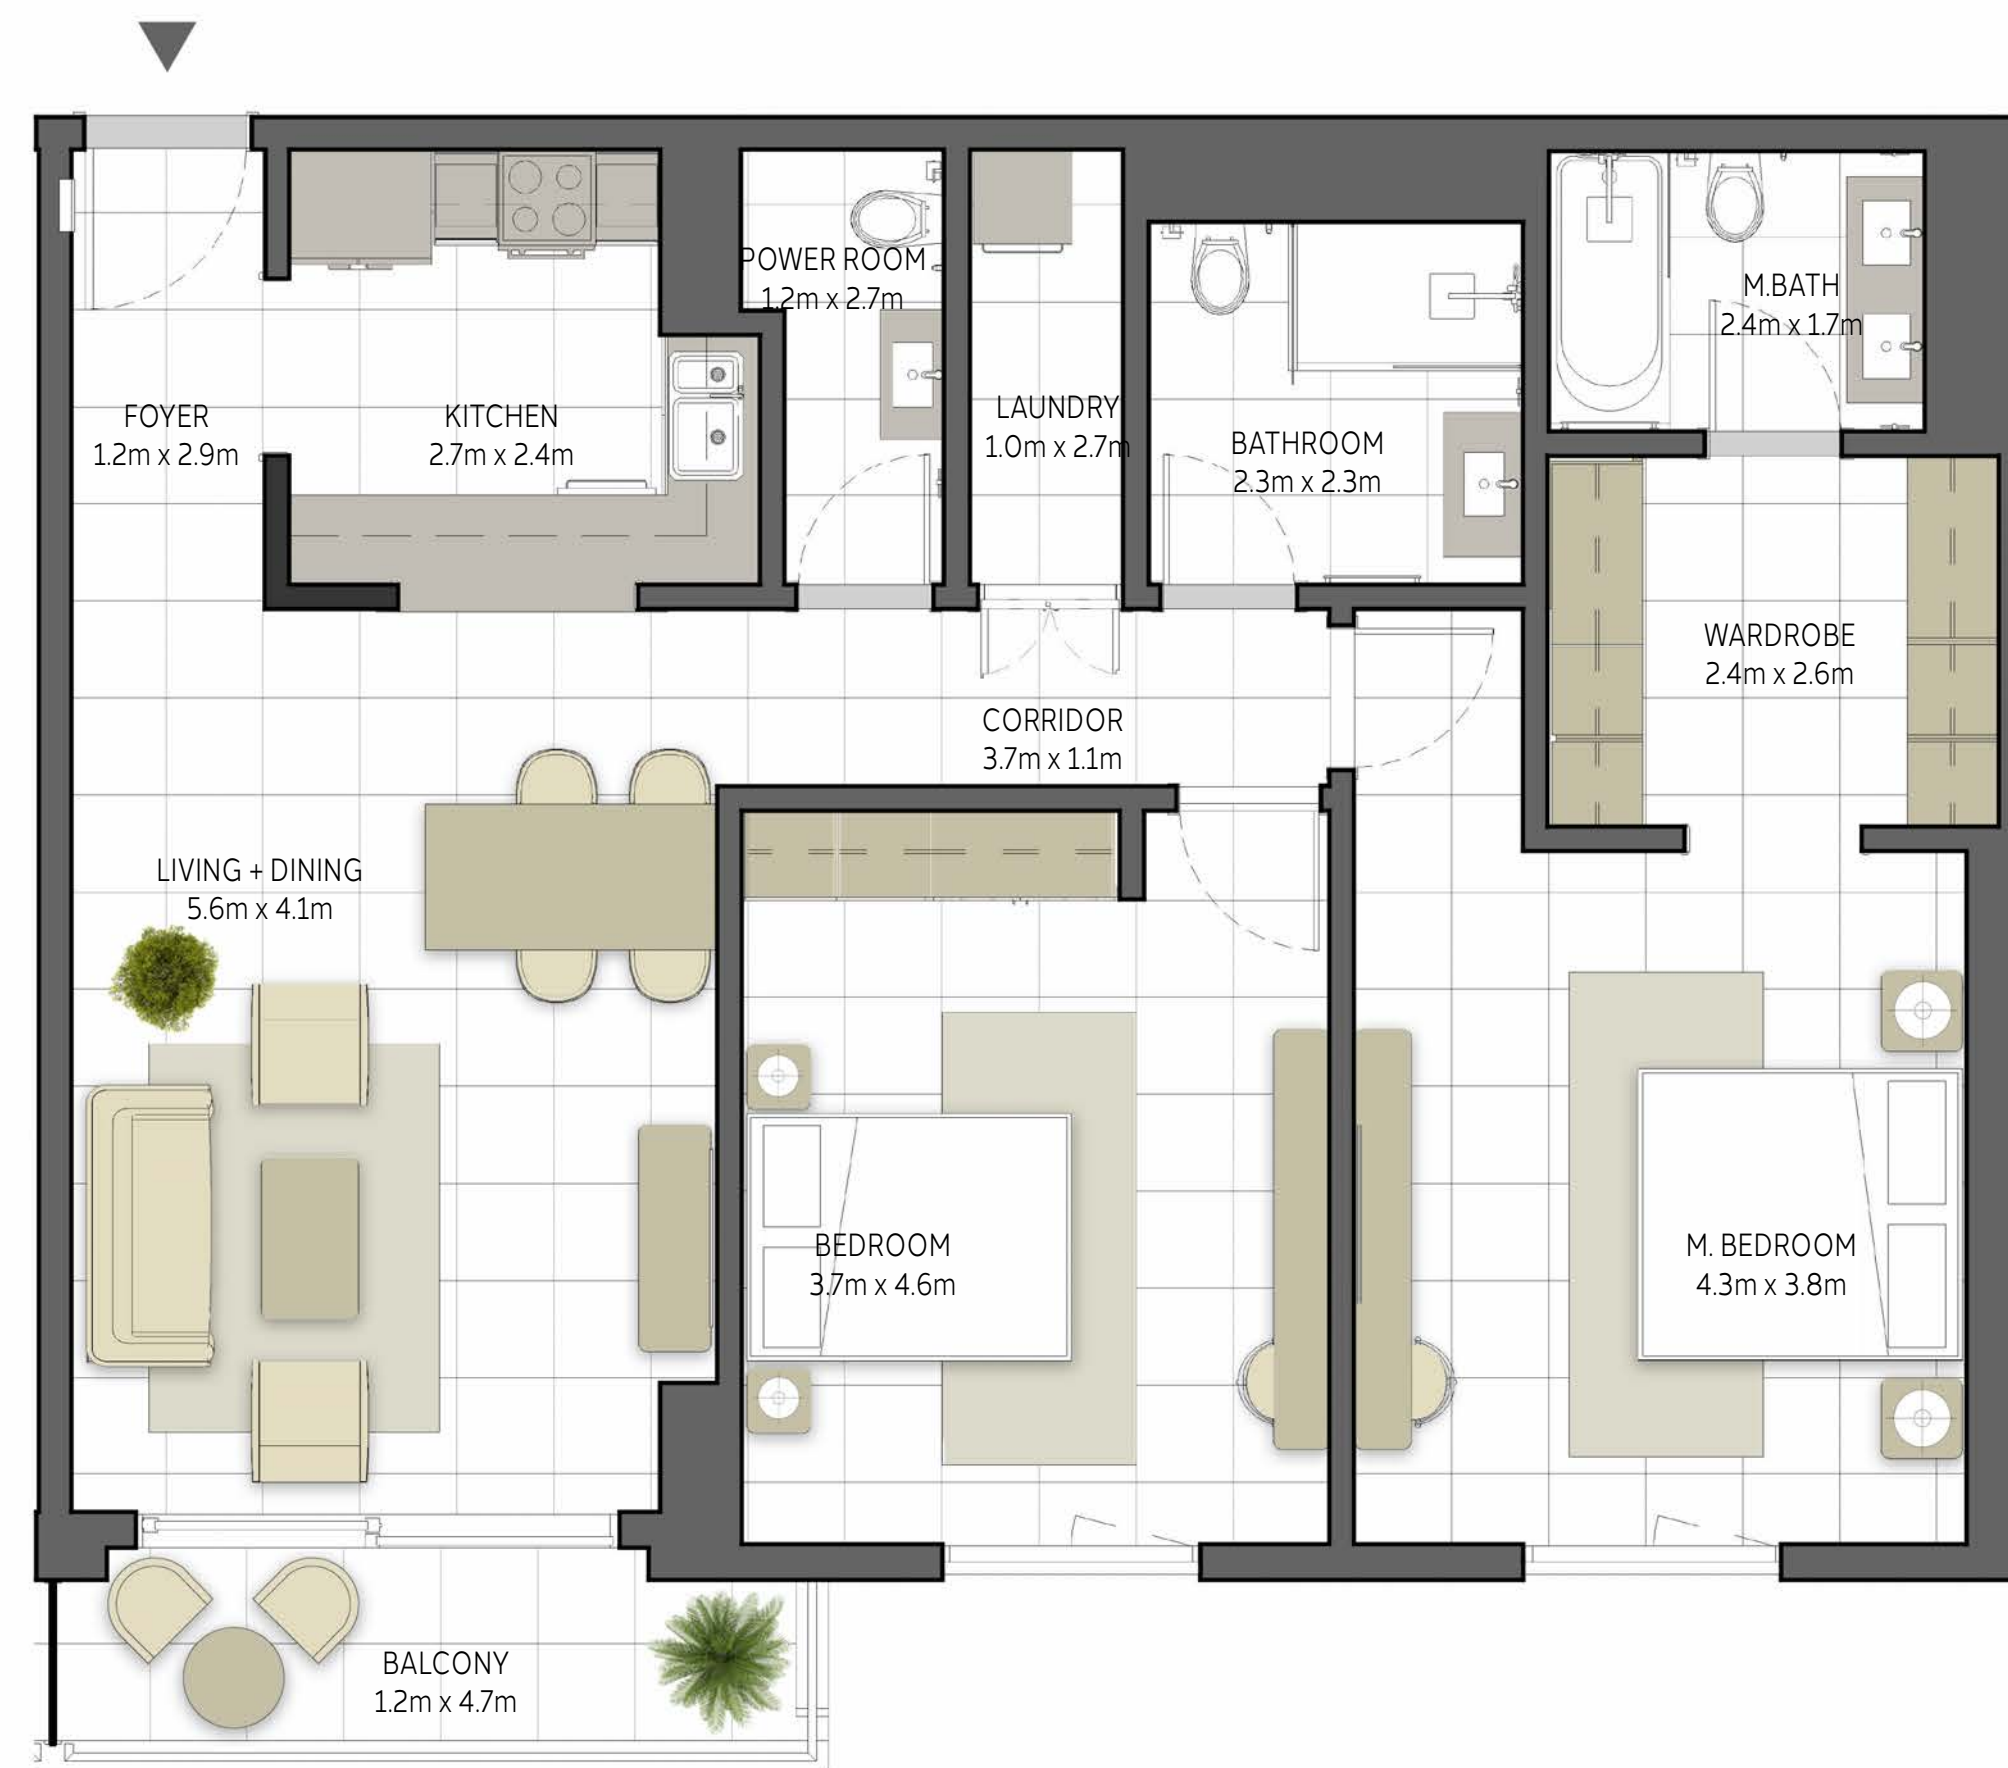 POWER ROOM
1.2m x 2.7m
M.BATH
2.4m x 1.7m
FOYER
1.2m x 2.9m
KITCHEN
2.7m x 2.4m
LAUNDRY
1.0m x 2.7m
BATHROOM
2.3m x 2.3m
WARDROBE
2.4m x 2.6m
CORRIDOR
3.7m x 1.1m
LIVING + DINING
5.6m x 4.1m
BEDROOM
3.7m x 4.6m
M. BEDROOM
4.3m x 3.8m
BALCONY
1.2m x 4.7m